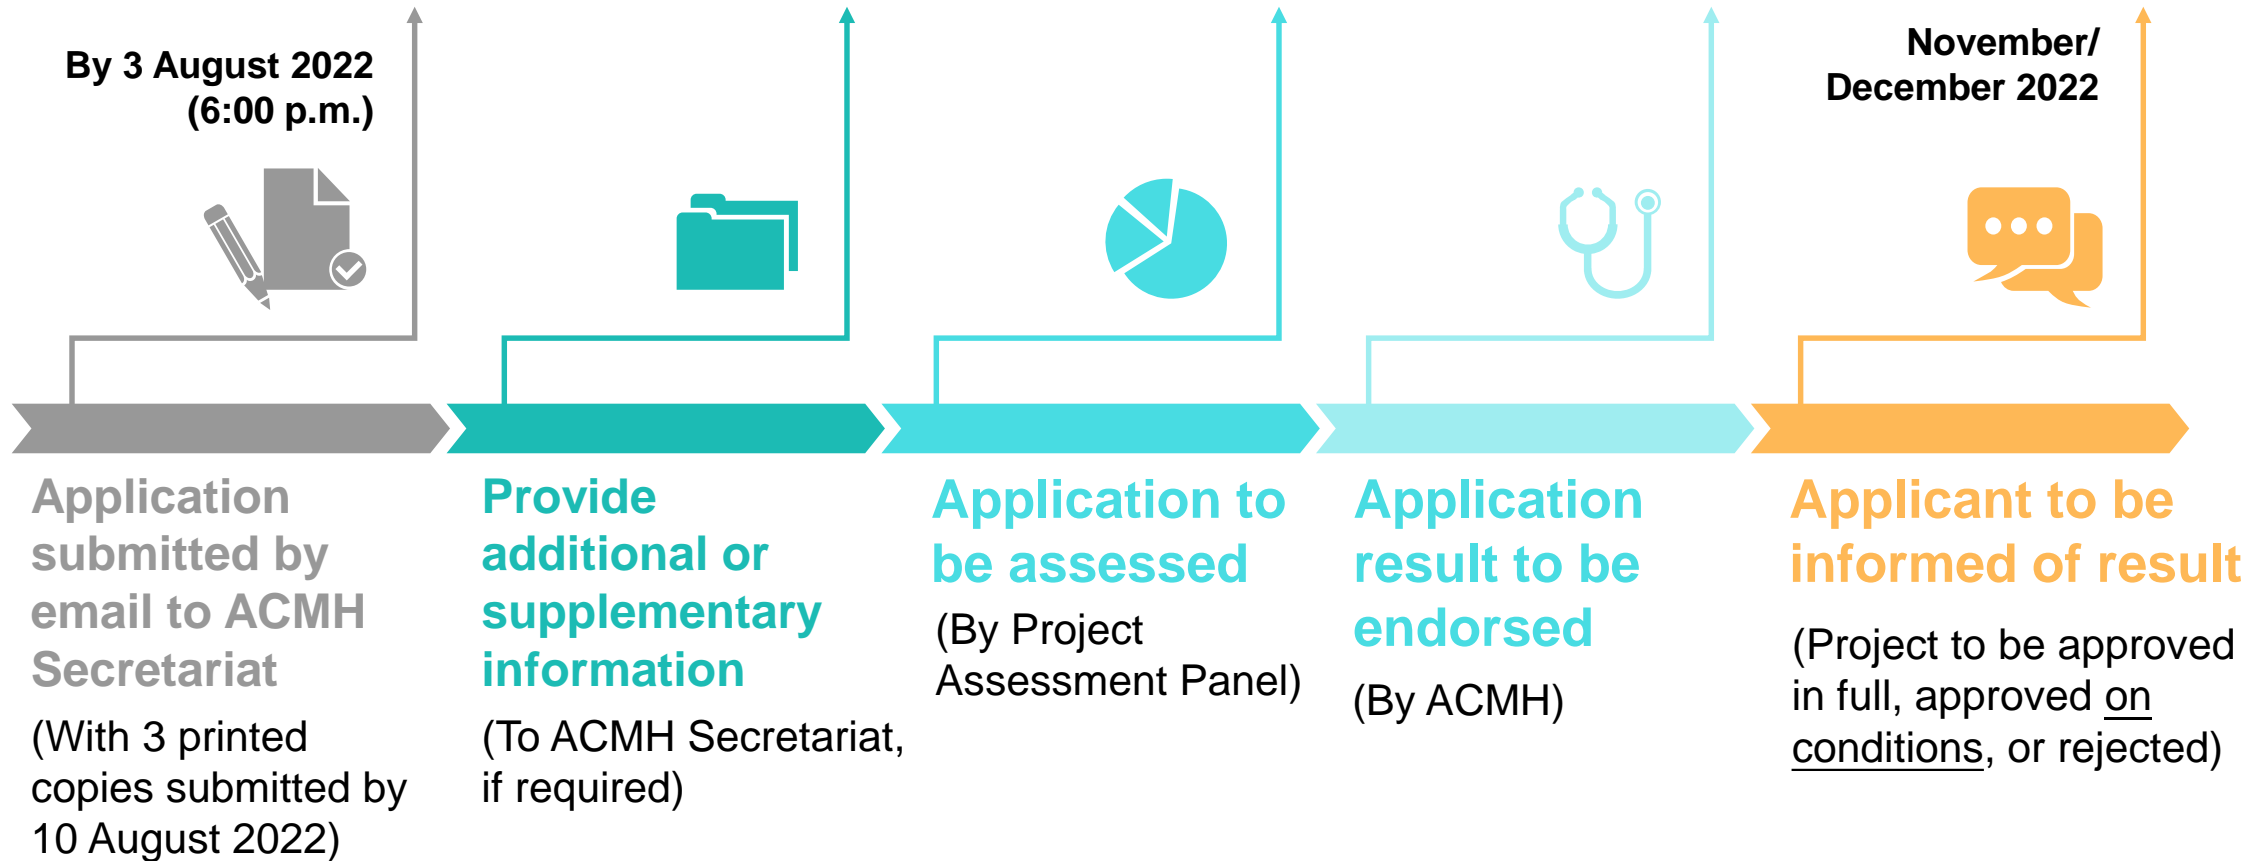 By 3 August 2022
(6:00 p.m.)
November/
December 2022
Application
submitted by
email to ACMH
Secretariat
(With 3 printed
copies submitted by
10 August 2022)
Provide
additional or
supplementary
information
(To ACMH Secretariat,
if required)
Application to
be assessed
(By Project
Assessment Panel)
Application
result to be
endorsed
(By ACMH)
Applicant to be
informed of result
(Project to be approved
in full, approved on
conditions, or rejected)